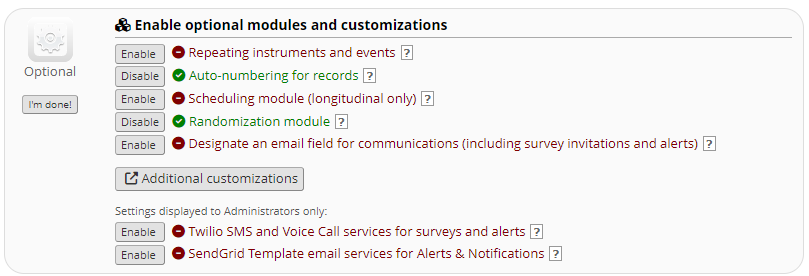 Enable optional modules and customizations
Optional
I'm done!
Enable Repeating instruments and events ?
Disable Auto-numbering for records ?
Enable Scheduling module (longitudinal only) ?
Disable Randomization module ?
Enable Designate an email field for communications (including survey invitations and alerts) ?
Additional customizations
Settings displayed to Administrators only:
Enable Twilio SMS and Voice Call services for surveys and alerts ?
Enable SendGrid Template email services for Alerts & Notifications ?